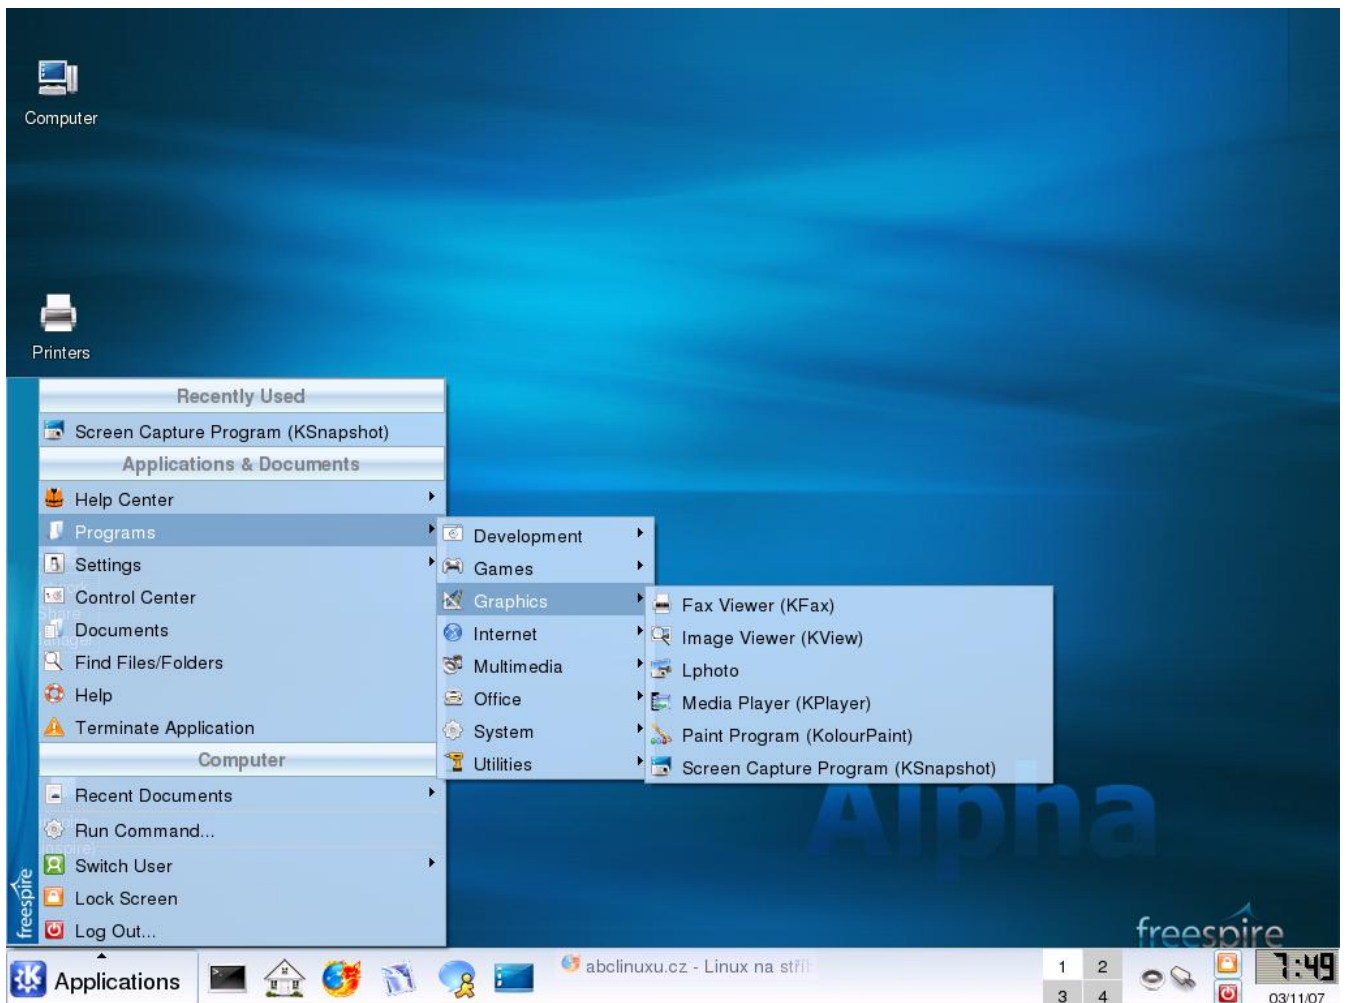 Computer
Printers
Recently Used
Screen Capture Program (KSnapshot)
Applications & Documents
Help Center
Programs
Settings
Control Center
Documents
Find Files/Folders
Help
Terminate Application
Computer
Recent Documents
Run Command...
Switch User
Lock Screen
Log Out...
freespire
Development
Games
Graphics
Internet
Multimedia
Office
System
Utilities
Fax Viewer (KFax)
Image Viewer (KView)
Lphoto
Media Player (KPlayer)
Paint Program (KolourPaint)
Screen Capture Program (KSnapshot)
Alpha
freespire
Applications
abclinuxu.cz - Linux na stříb
1 2
3 4
7:49
03/11/07